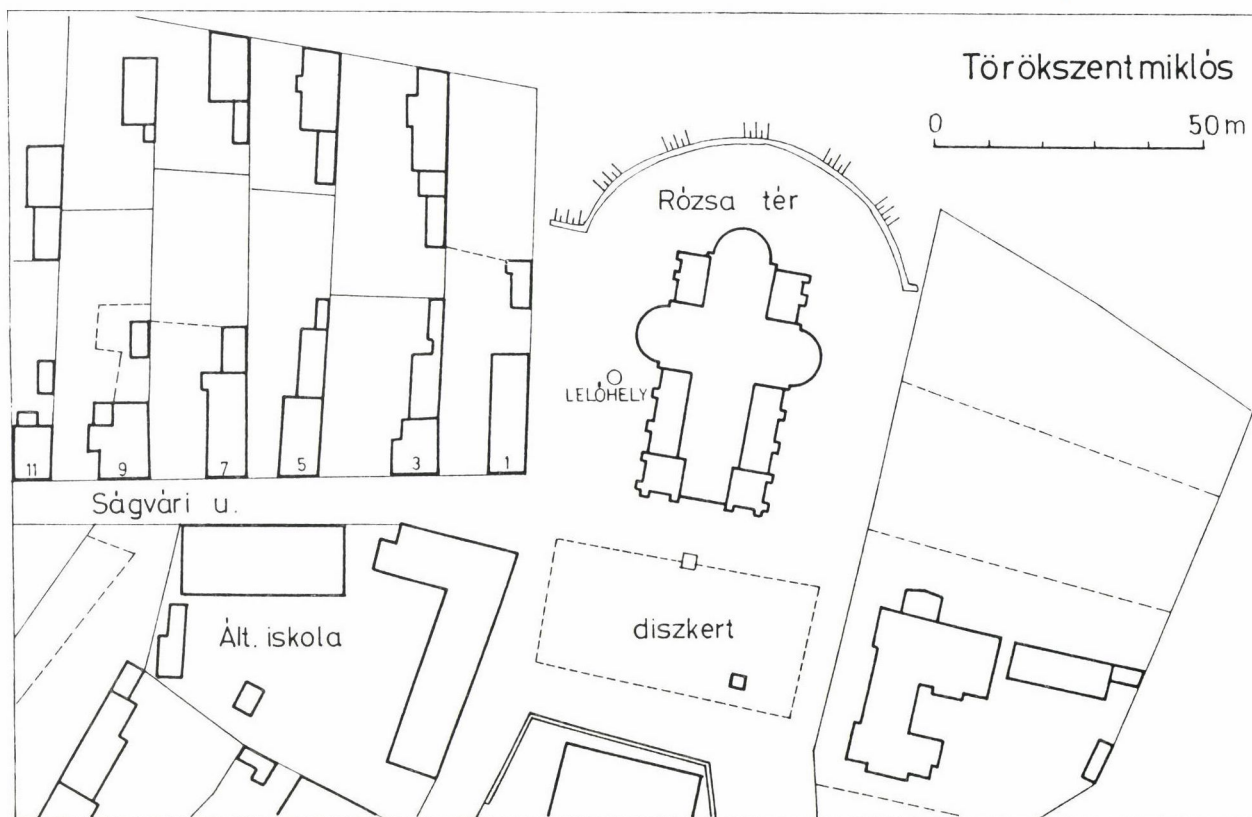 Törökszentmiklós
0 50 m
Rózsa tér
LELŐHELY
11 9 7 5 3 1
Ságvári u.
Ált. iskola
diszkert